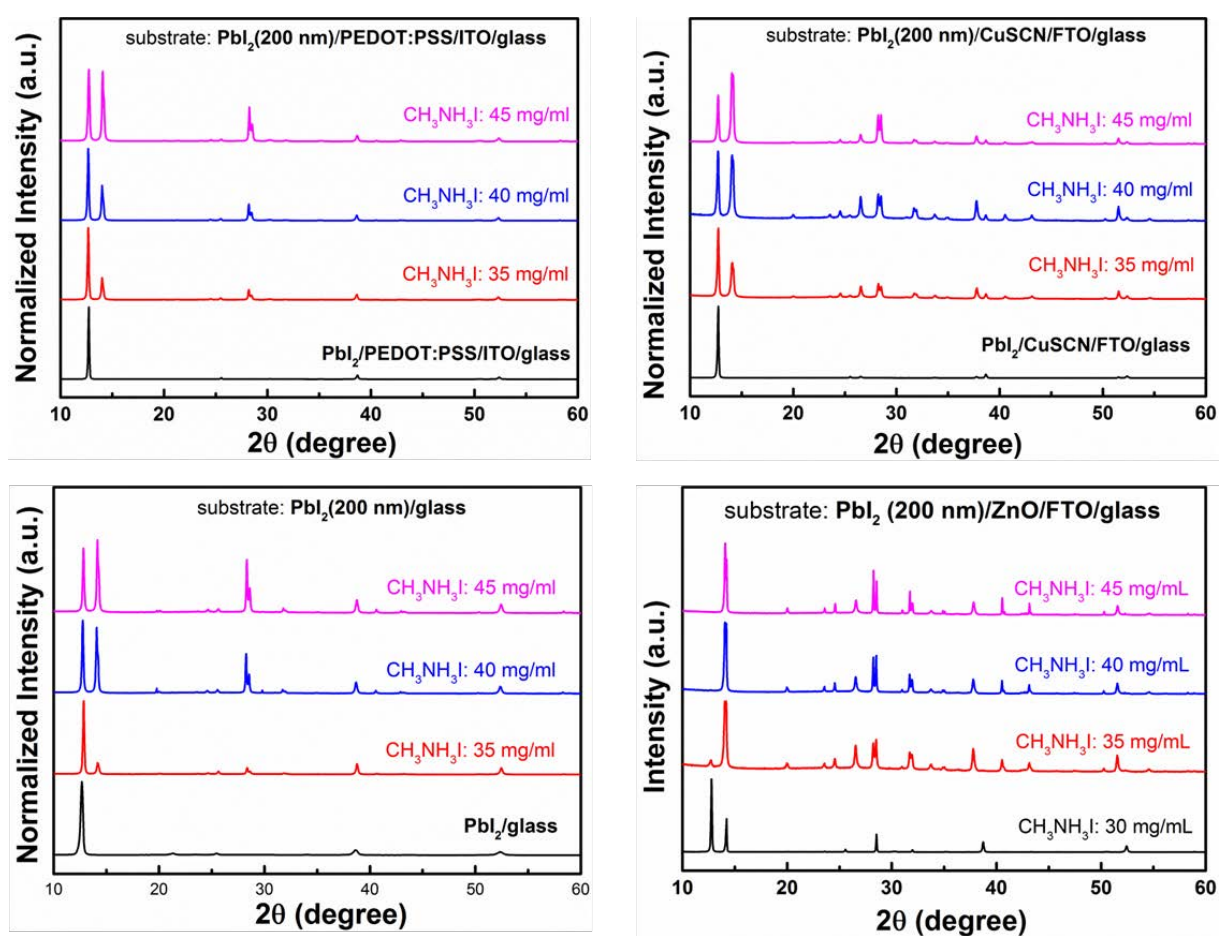 substrate: PbI₂(200 nm)/PEDOT:PSS/ITO/glass
CH₃NH₃I: 45 mg/ml
CH₃NH₃I: 40 mg/ml
CH₃NH₃I: 35 mg/ml
PbI₂/PEDOT:PSS/ITO/glass
Normalized Intensity (a.u.)
10 20 30 40 50 60
2θ (degree)
substrate: PbI₂(200 nm)/CuSCN/FTO/glass
CH₃NH₃I: 45 mg/ml
CH₃NH₃I: 40 mg/ml
CH₃NH₃I: 35 mg/ml
PbI₂/CuSCN/FTO/glass
Normalized Intensity (a.u.)
10 20 30 40 50 60
2θ (degree)
substrate: PbI₂(200 nm)/glass
CH₃NH₃I: 45 mg/ml
CH₃NH₃I: 40 mg/ml
CH₃NH₃I: 35 mg/ml
PbI₂/glass
Normalized Intensity (a.u.)
10 20 30 40 50 60
2θ (degree)
substrate: PbI₂ (200 nm)/ZnO/FTO/glass
CH₃NH₃I: 45 mg/mL
CH₃NH₃I: 40 mg/mL
CH₃NH₃I: 35 mg/mL
CH₃NH₃I: 30 mg/mL
Intensity (a.u.)
10 20 30 40 50 60
2θ (degree)